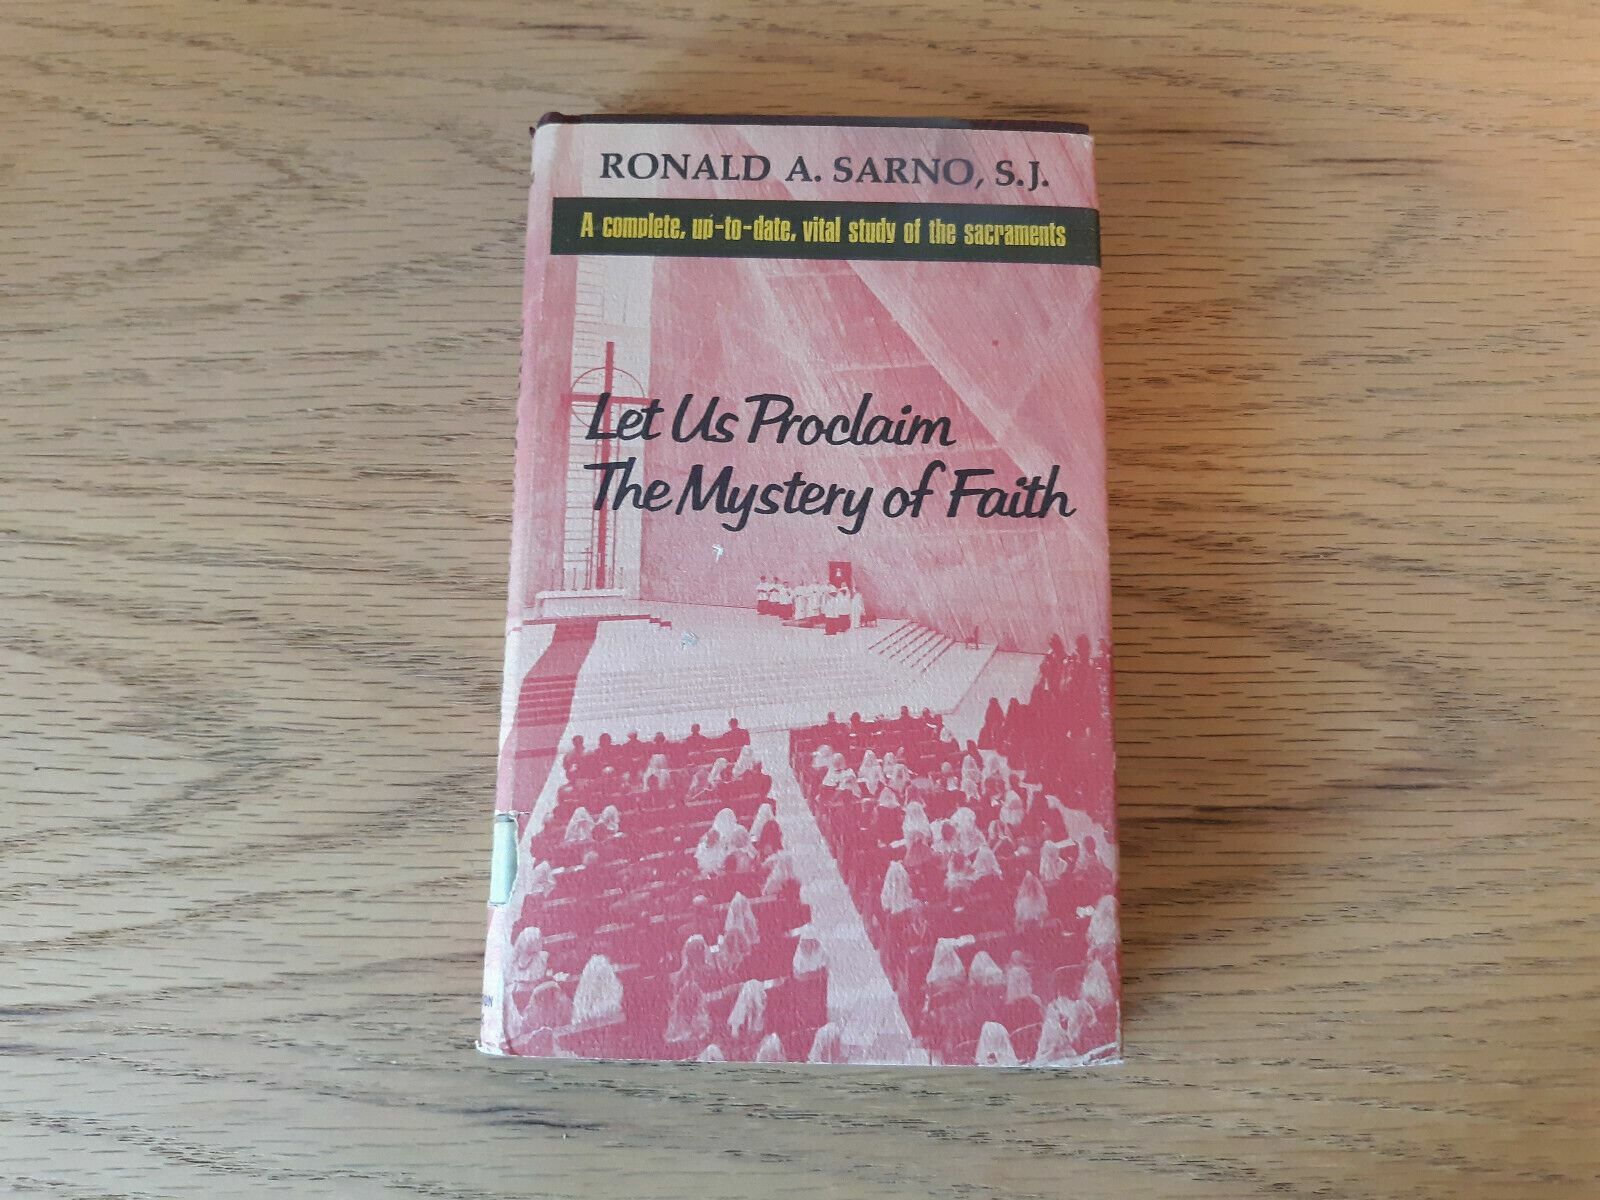 RONALD A. SARNO, S.J.
A complete, up-to-date, vital study of the sacraments
Let Us Proclaim
The Mystery of Faith